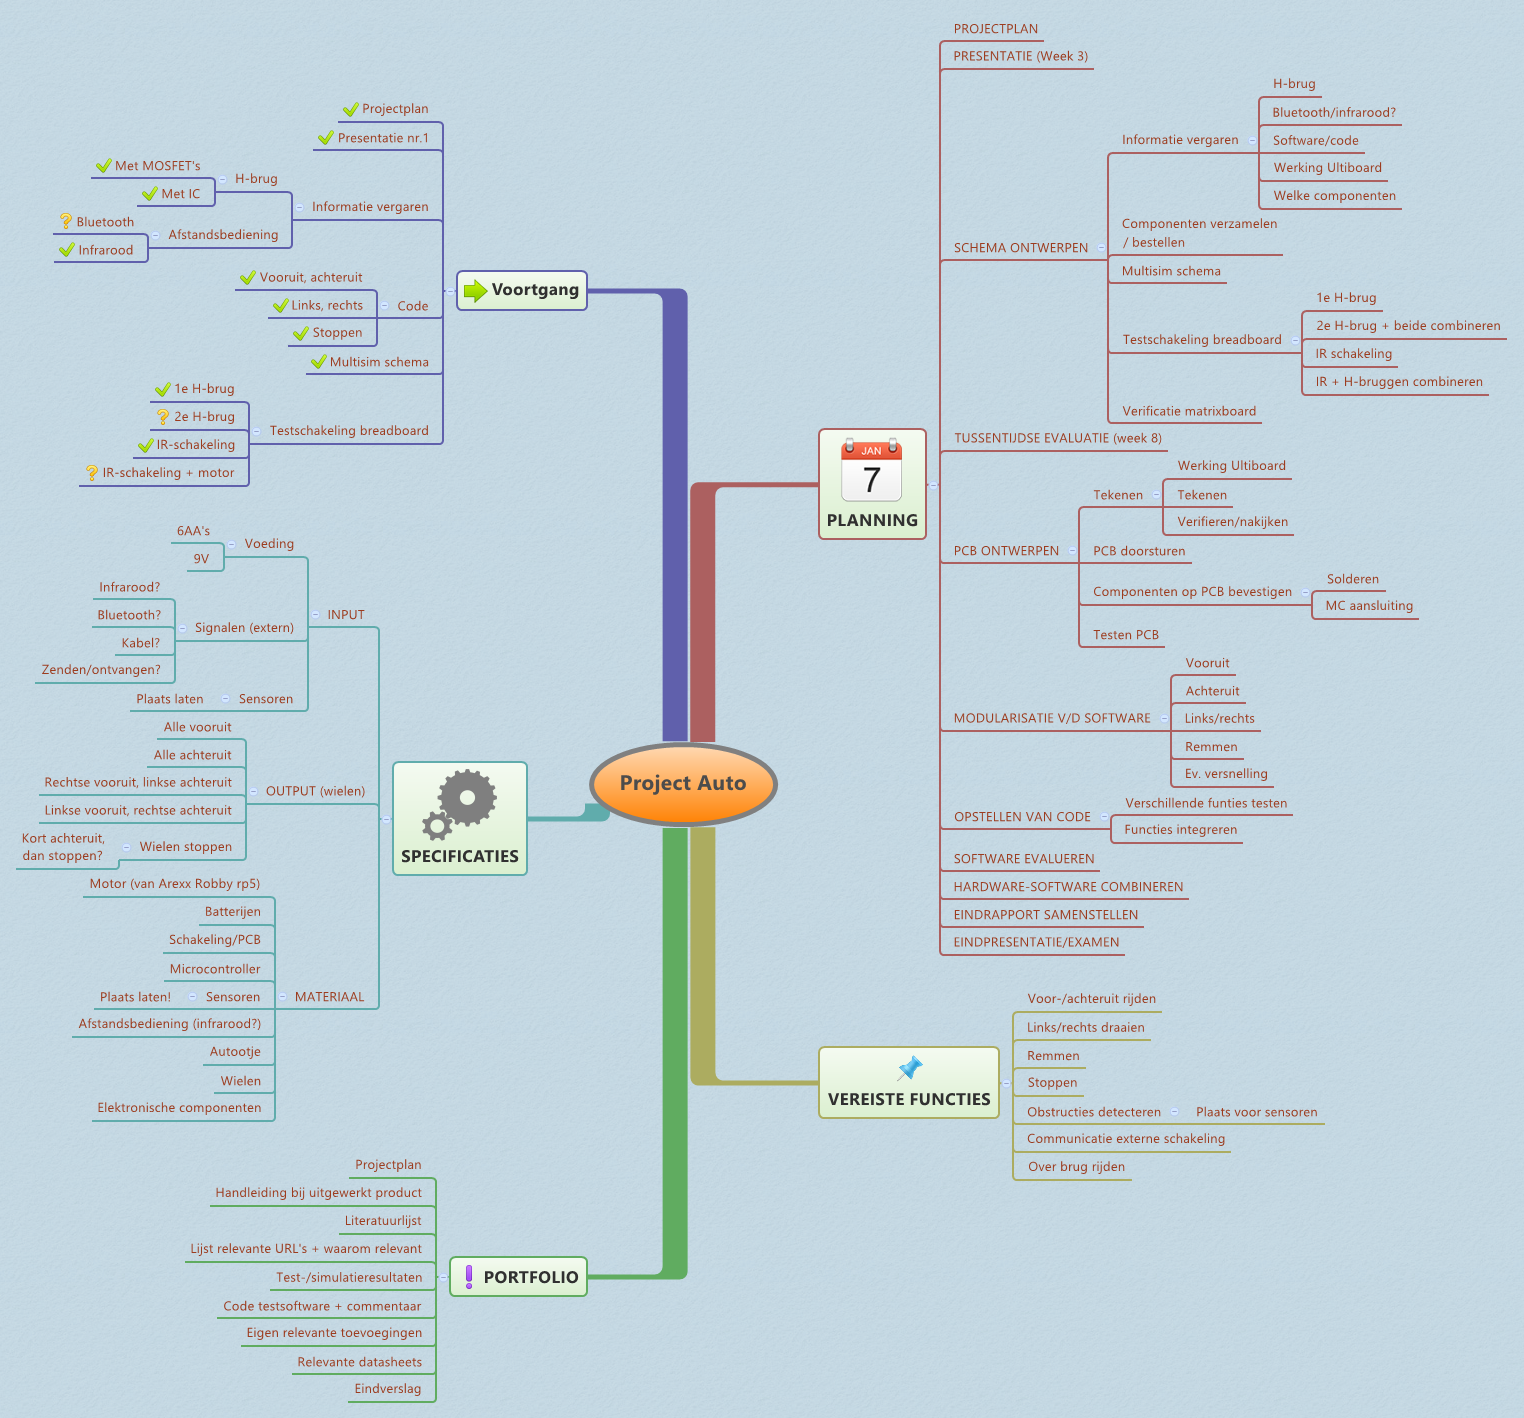 Project Auto
Voortgang
Projectplan
Presentatie nr.1
Informatie vergaren
H-brug
Met MOSFET's
Met IC
Afstandsbediening
Bluetooth
Infrarood
Code
Vooruit, achteruit
Links, rechts
Stoppen
Multisim schema
Testschakeling breadboard
1e H-brug
2e H-brug
IR-schakeling
IR-schakeling + motor
SPECIFICATIES
INPUT
Voeding
6AA's
9V
Signalen (extern)
Infrarood?
Bluetooth?
Kabel?
Zenden/ontvangen?
Sensoren
Plaats laten
OUTPUT (wielen)
Alle vooruit
Alle achteruit
Rechtse vooruit, linkse achteruit
Linkse vooruit, rechtse achteruit
Wielen stoppen
Kort achteruit,
dan stoppen?
MATERIAAL
Motor (van Arexx Robby rp5)
Batterijen
Schakeling/PCB
Microcontroller
Sensoren
Plaats laten!
Afstandsbediening (infrarood?)
Autootje
Wielen
Elektronische componenten
PORTFOLIO
Projectplan
Handleiding bij uitgewerkt product
Literatuurlijst
Lijst relevante URL's + waarom relevant
Test-/simulatieresultaten
Code testsoftware + commentaar
Eigen relevante toevoegingen
Relevante datasheets
Eindverslag
JAN
7
PLANNING
PROJECTPLAN
PRESENTATIE (Week 3)
SCHEMA ONTWERPEN
Informatie vergaren
H-brug
Bluetooth/infrarood?
Software/code
Werking Ultiboard
Welke componenten
Componenten verzamelen
/ bestellen
Multisim schema
Testschakeling breadboard
1e H-brug
2e H-brug + beide combineren
IR schakeling
IR + H-bruggen combineren
Verificatie matrixboard
TUSSENTIJDSE EVALUATIE (week 8)
PCB ONTWERPEN
Tekenen
Werking Ultiboard
Tekenen
Verifieren/nakijken
PCB doorsturen
Componenten op PCB bevestigen
Solderen
MC aansluiting
Testen PCB
MODULARISATIE V/D SOFTWARE
Vooruit
Achteruit
Links/rechts
Remmen
Ev. versnelling
OPSTELLEN VAN CODE
Verschillende funties testen
Functies integreren
SOFTWARE EVALUEREN
HARDWARE-SOFTWARE COMBINEREN
EINDRAPPORT SAMENSTELLEN
EINDPRESENTATIE/EXAMEN
VEREISTE FUNCTIES
Voor-/achteruit rijden
Links/rechts draaien
Remmen
Stoppen
Obstructies detecteren
Plaats voor sensoren
Communicatie externe schakeling
Over brug rijden